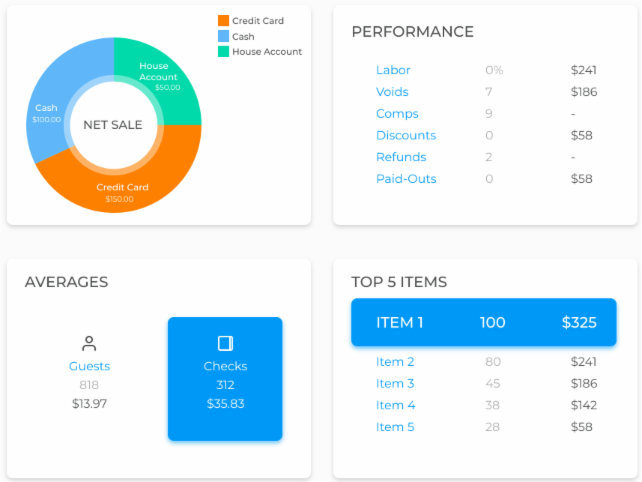 Credit Card
Cash
House Account
House
Account
$50.00
Cash
$100.00
NET SALE
Credit Card
$150.00
PERFORMANCE
Labor 0% $241
Voids 7 $186
Comps 9 -
Discounts 0 $58
Refunds 2 -
Paid-Outs 0 $58
AVERAGES
Guests
818
$13.97
Checks
312
$35.83
TOP 5 ITEMS
ITEM 1 100 $325
Item 2 80 $241
Item 3 45 $186
Item 4 38 $142
Item 5 28 $58